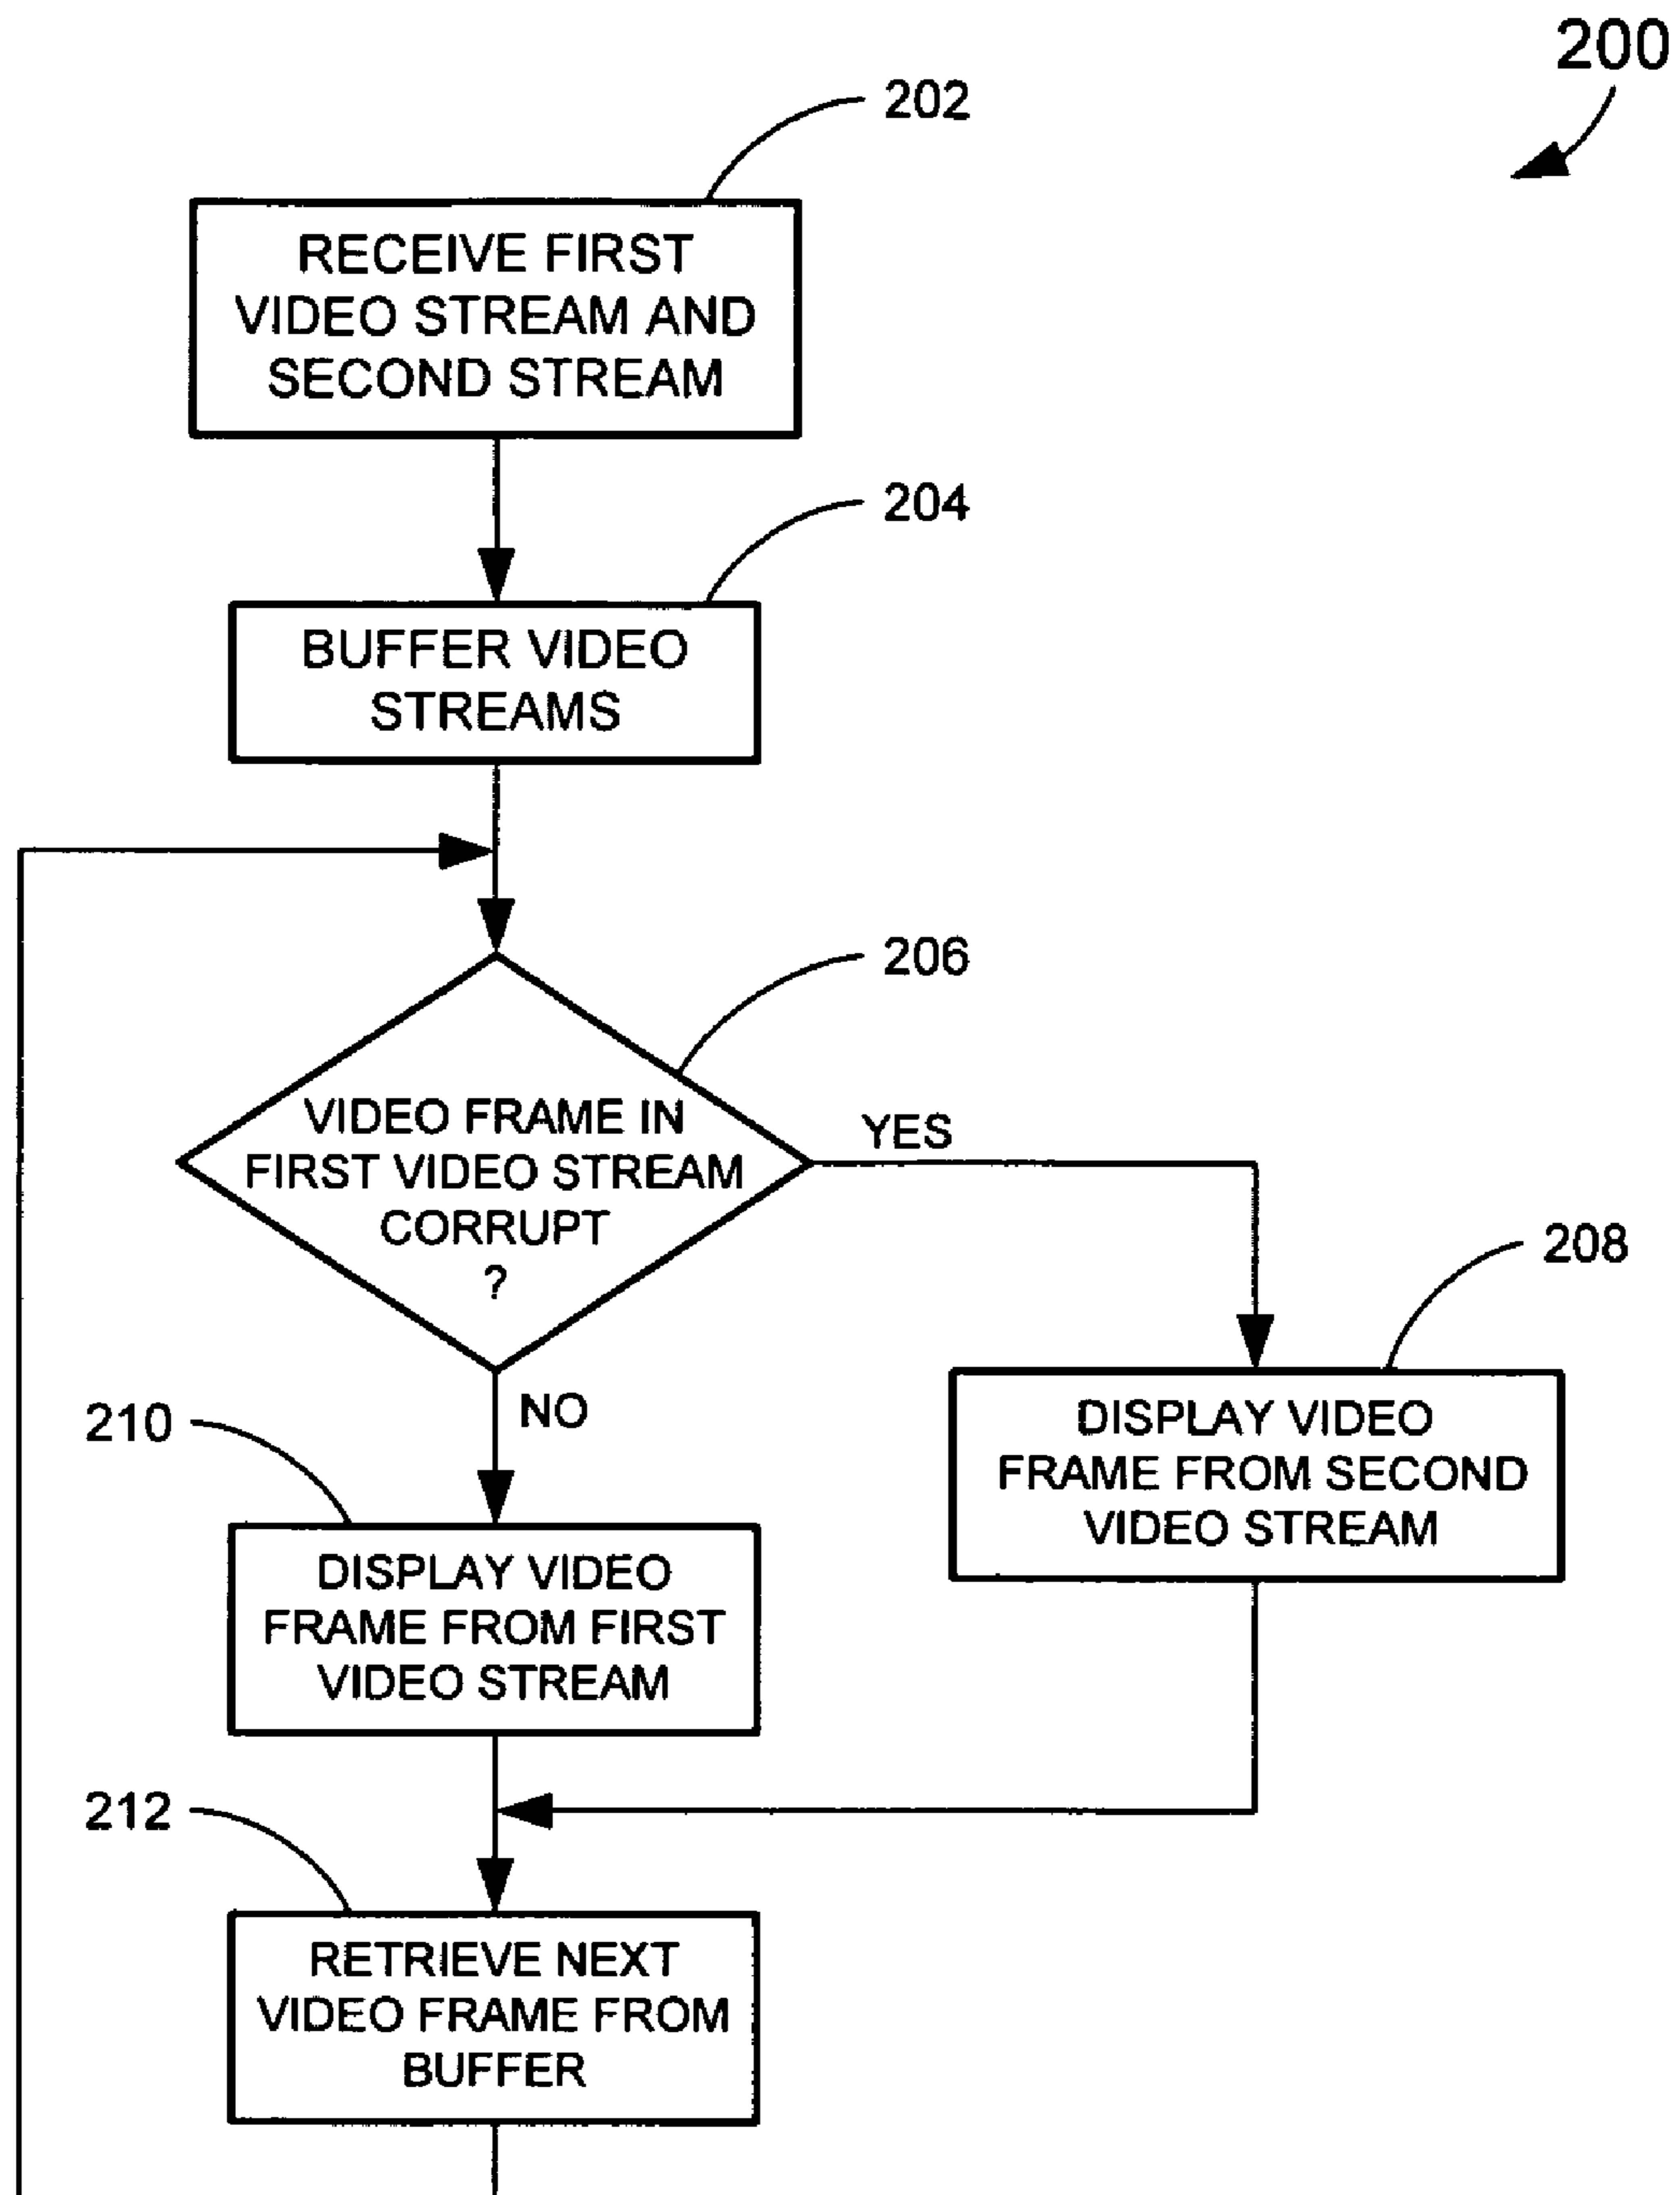 200
202
RECEIVE FIRST
VIDEO STREAM AND
SECOND STREAM
204
BUFFER VIDEO
STREAMS
206
VIDEO FRAME IN
FIRST VIDEO STREAM
CORRUPT
?
YES
208
NO
210
DISPLAY VIDEO
FRAME FROM SECOND
VIDEO STREAM
DISPLAY VIDEO
FRAME FROM FIRST
VIDEO STREAM
212
RETRIEVE NEXT
VIDEO FRAME FROM
BUFFER